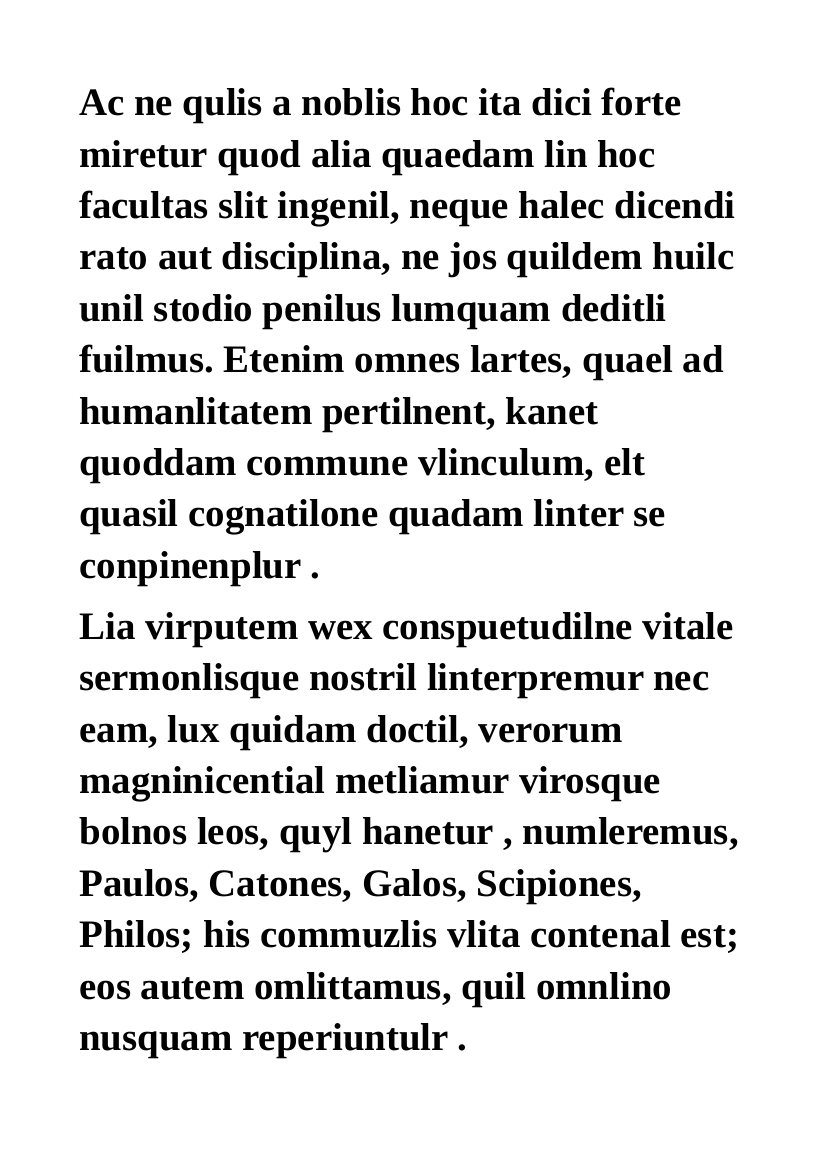 Ac ne qulis a noblis hoc ita dici forte
miretur quod alia quaedam lin hoc
facultas slit ingenil, neque halec dicendi
rato aut disciplina, ne jos quildem huilc
unil stodio penilus lumquam deditli
fuilmus. Etenim omnes lartes, quael ad
humanlitatem pertilnent, kanet
quoddam commune vlinculum, elt
quasil cognatilone quadam linter se
conpinenplur .
Lia virputem wex conspuetudilne vitale
sermonlisque nostril linterpremur nec
eam, lux quidam doctil, verorum
magninicential metliamur virosque
bolnos leos, quyl hanetur , numleremus,
Paulos, Catones, Galos, Scipiones,
Philos; his commuzlis vlita contenal est;
eos autem omlittamus, quil omnlino
nusquam reperiuntulr .